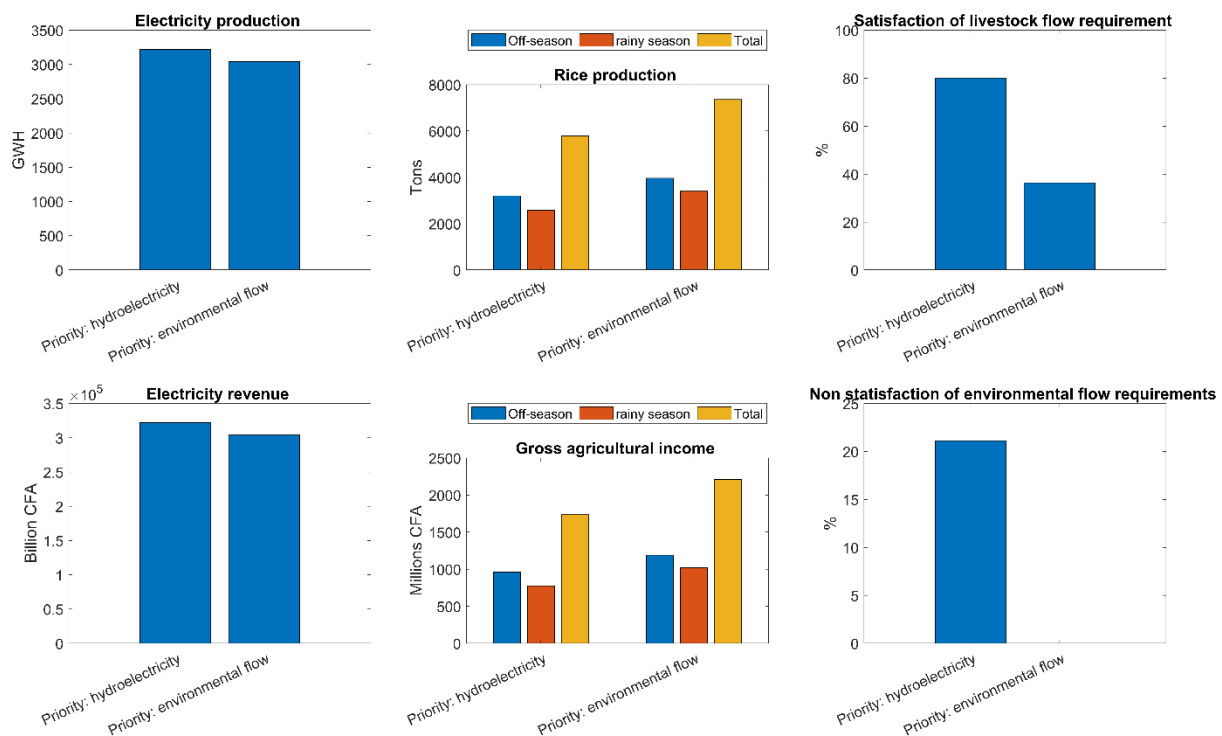 Electricity production
3500
3000
2500
2000
1500
1000
500
0
GWH
Priority: hydroelectricity
Priority: environmental flow
Off-season rainy season Total
Rice production
8000
6000
4000
2000
0
Tons
Priority: hydroelectricity
Priority: environmental flow
Satisfaction of livestock flow requirement
100
80
60
40
20
0
%
Priority: hydroelectricity
Priority: environmental flow
Electricity revenue
×10^5
3.5
3
2.5
2
1.5
1
0.5
0
Billion CFA
Priority: hydroelectricity
Priority: environmental flow
Off-season rainy season Total
Gross agricultural income
2500
2000
1500
1000
500
0
Millions CFA
Priority: hydroelectricity
Priority: environmental flow
Non statisfaction of environmental flow requirements
25
20
15
10
5
0
%
Priority: hydroelectricity
Priority: environmental flow